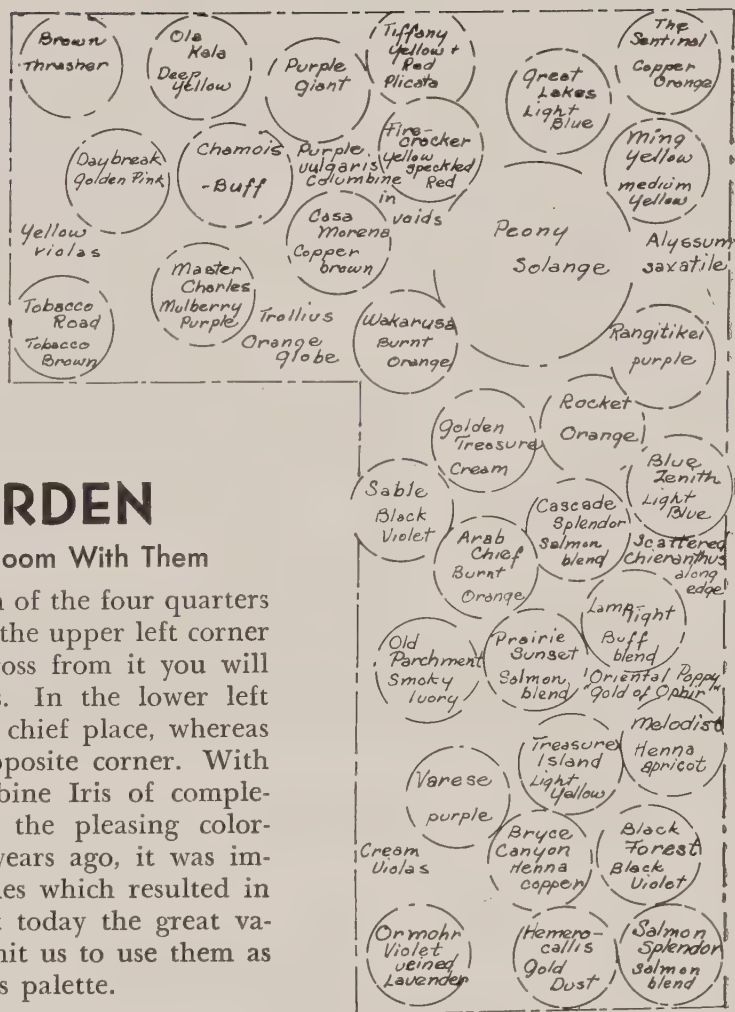 Brown
Thrasher
Ola
Kala
Deep
Yellow
Purple
Giant
Tiffany
Yellow +
Red
Plicata
Great
Lakes
Light
Blue
The
Sentinal
Copper
Orange
Daybreak
Golden Pink
Chamois
-Buff
Purple
vulgaris
Columbine
in
voids
Fire-
cracker
Yellow
speckled
Red
Ming
Yellow
medium
Yellow
Casa
Morena
Copper
brown
Peony
Solange
Alyssum
saxatile
Yellow
violas
Master
Charles
Mulberry
Purple
Tobacco
Road
Tobacco
Brown
Trollius
Orange
globe
Wakarusa
Burnt
Orange
Rangitikei
purple
Golden
Treasure
Cream
Rocket
Orange
Blue
Zenith
Light
Blue
Sable
Black
Violet
Arab
Chief
Burnt
Orange
Cascade
Splendor
Salmon
blend
Scattered
Chieranthus
along
edge
Lamplight
Buff
blend
Old
Parchment
Smoky
Ivory
Prairie
Sunset
Salmon
blend
Oriental Poppy
"Gold of Ophir"
Melodist
Henna
apricot
Treasure
Island
Light
Yellow
Varese
purple
Cream
Violas
Bryce
Canyon
Henna
copper
Black
Forest
Black
Violet
Ormohr
Violet
veined
Lavender
Hemero-
callis
Gold
Dust
Salmon
Splendor
Salmon
blend
RDEN
oom With Them
n of the four quarters
the upper left corner
ross from it you will
s. In the lower left
chief place, whereas
pposite corner. With
bine Iris of comple-
the pleasing color-
years ago, it was im-
les which resulted in
t today the great va-
mit us to use them as
s palette.